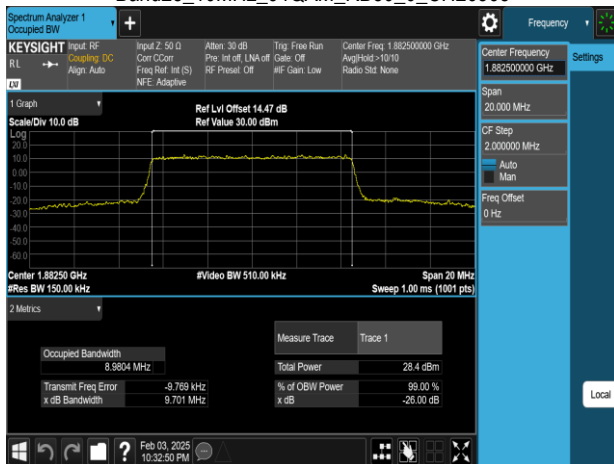 Spectrum Analyzer 1
Occupied BW
+
Frequency
KEYSIGHT
RL
LXI
Input: RF
Coupling: DC
Align: Auto
Input Z: 50 Ω
Corr CCorr
Freq Ref: Int (S)
NFE: Adaptive
Atten: 30 dB
Pre: Int off, LNA off
RF Presel: Off
Trig: Free Run
Gate: Off
#IF Gain: Low
Center Freq: 1.882500000 GHz
Avg|Hold:>10/10
Radio Std: None
Center Frequency
1.882500000 GHz
Settings
Span
20.000 MHz
CF Step
2.000000 MHz
Auto
Man
Freq Offset
0 Hz
1 Graph
Ref Lvl Offset 14.47 dB
Scale/Div 10.0 dB
Ref Value 30.00 dBm
Log
20.0
10.0
0.00
-10.0
-20.0
-30.0
-40.0
-50.0
-60.0
Center 1.88250 GHz
#Video BW 510.00 kHz
Span 20 MHz
#Res BW 150.00 kHz
Sweep 1.00 ms (1001 pts)
2 Metrics
Measure Trace
Trace 1
Occupied Bandwidth
8.9804 MHz
Total Power
28.4 dBm
Transmit Freq Error
-9.769 kHz
% of OBW Power
99.00 %
x dB Bandwidth
9.701 MHz
x dB
-26.00 dB
Local
?
Feb 03, 2025
10:32:50 PM